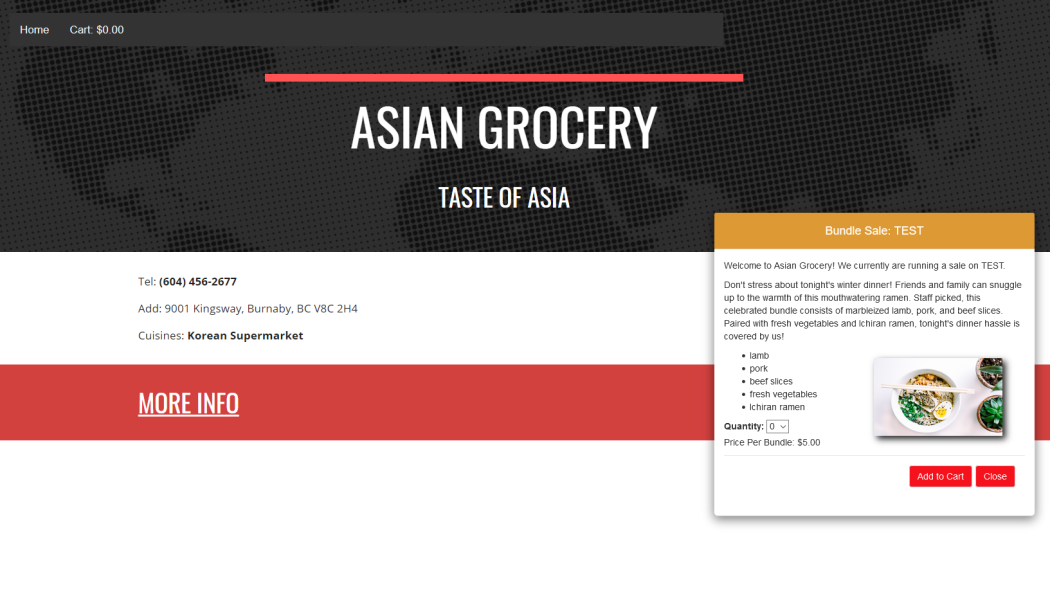 Home Cart: $0.00
ASIAN GROCERY
TASTE OF ASIA
Tel: (604) 456-2677
Add: 9001 Kingsway, Burnaby, BC V8C 2H4
Cuisines: Korean Supermarket
MORE INFO
Bundle Sale: TEST
Welcome to Asian Grocery! We currently are running a sale on TEST.
Don't stress about tonight's winter dinner! Friends and family can snuggle
up to the warmth of this mouthwatering ramen. Staff picked, this
celebrated bundle consists of marbleized lamb, pork, and beef slices.
Paired with fresh vegetables and Ichiran ramen, tonight's dinner hassle is
covered by us!
• lamb
• pork
• beef slices
• fresh vegetables
• Ichiran ramen
Quantity: 0
Price Per Bundle: $5.00
Add to Cart Close